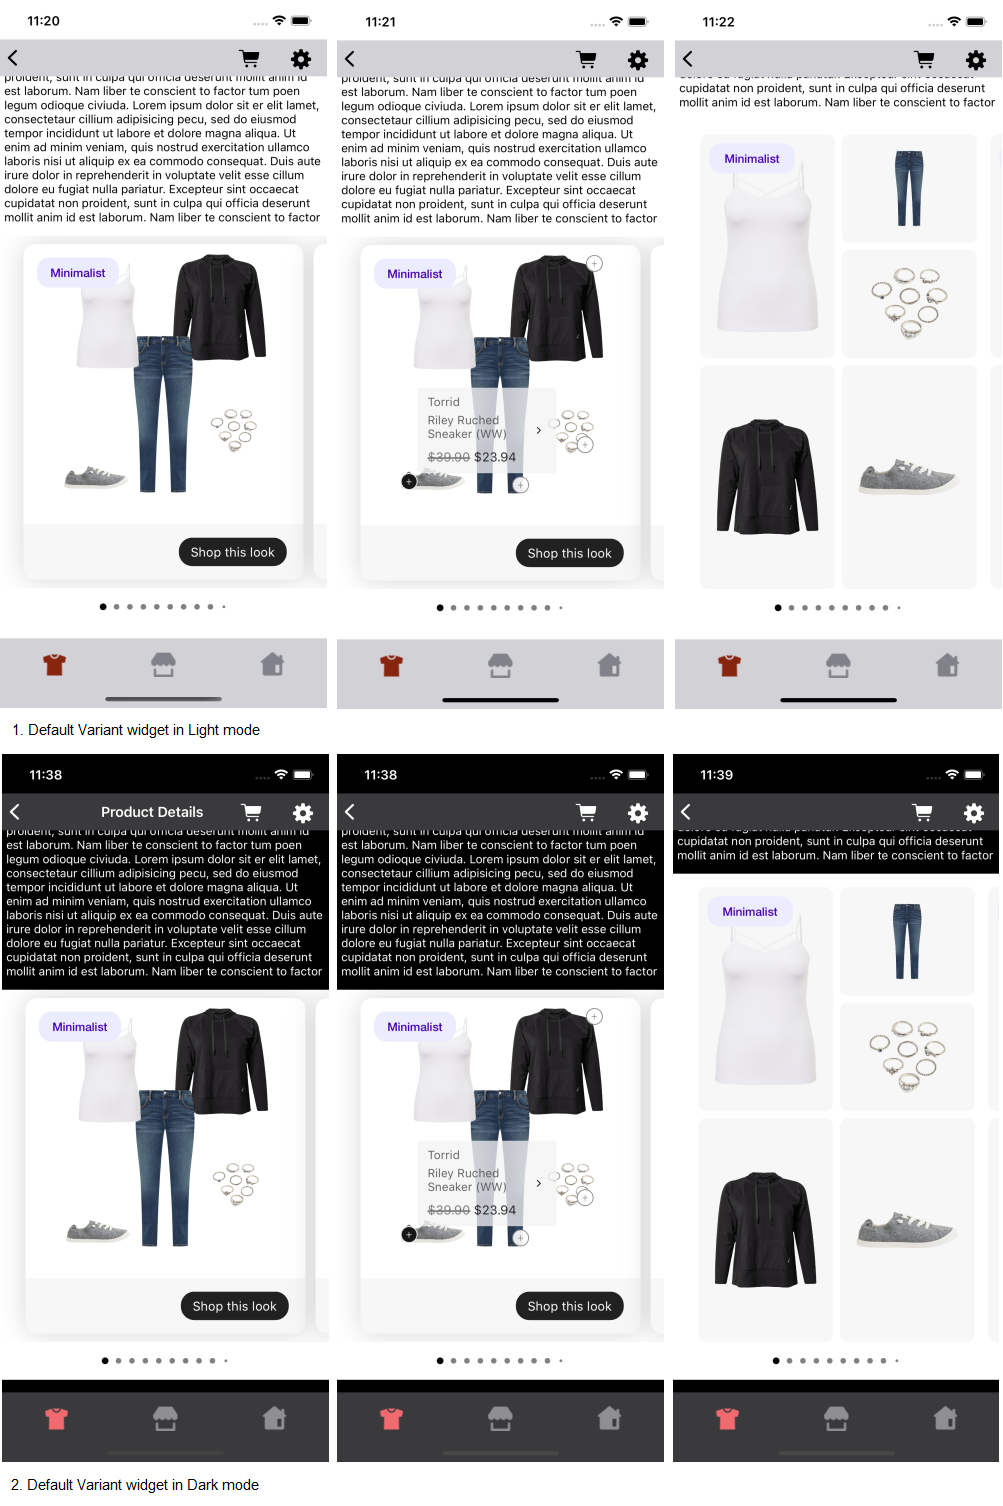 11:20
proident, sunt in culpa qui officia deserunt mollit anim id
est laborum. Nam liber te conscient to factor tum poen
legum odioque civiuda. Lorem ipsum dolor sit er elit lamet,
consectetaur cillium adipisicing pecu, sed do eiusmod
tempor incididunt ut labore et dolore magna aliqua. Ut
enim ad minim veniam, quis nostrud exercitation ullamco
laboris nisi ut aliquip ex ea commodo consequat. Duis aute
irure dolor in reprehenderit in voluptate velit esse cillum
dolore eu fugiat nulla pariatur. Excepteur sint occaecat
cupidatat non proident, sunt in culpa qui officia deserunt
mollit anim id est laborum. Nam liber te conscient to factor
Minimalist
Shop this look
11:21
proident, sunt in culpa qui officia deserunt mollit anim id
est laborum. Nam liber te conscient to factor tum poen
legum odioque civiuda. Lorem ipsum dolor sit er elit lamet,
consectetaur cillium adipisicing pecu, sed do eiusmod
tempor incididunt ut labore et dolore magna aliqua. Ut
enim ad minim veniam, quis nostrud exercitation ullamco
laboris nisi ut aliquip ex ea commodo consequat. Duis aute
irure dolor in reprehenderit in voluptate velit esse cillum
dolore eu fugiat nulla pariatur. Excepteur sint occaecat
cupidatat non proident, sunt in culpa qui officia deserunt
mollit anim id est laborum. Nam liber te conscient to factor
Minimalist
Torrid
Riley Ruched
Sneaker (WW)
$39.90 $23.94
Shop this look
11:22
dolore eu fugiat nulla pariatur. Excepteur sint occaecat
cupidatat non proident, sunt in culpa qui officia deserunt
mollit anim id est laborum. Nam liber te conscient to factor
Minimalist
1. Default Variant widget in Light mode
11:38
Product Details
proident, sunt in culpa qui officia deserunt mollit anim id
est laborum. Nam liber te conscient to factor tum poen
legum odioque civiuda. Lorem ipsum dolor sit er elit lamet,
consectetaur cillium adipisicing pecu, sed do eiusmod
tempor incididunt ut labore et dolore magna aliqua. Ut
enim ad minim veniam, quis nostrud exercitation ullamco
laboris nisi ut aliquip ex ea commodo consequat. Duis aute
irure dolor in reprehenderit in voluptate velit esse cillum
dolore eu fugiat nulla pariatur. Excepteur sint occaecat
cupidatat non proident, sunt in culpa qui officia deserunt
mollit anim id est laborum. Nam liber te conscient to factor
Minimalist
Shop this look
11:38
proident, sunt in culpa qui officia deserunt mollit anim id
est laborum. Nam liber te conscient to factor tum poen
legum odioque civiuda. Lorem ipsum dolor sit er elit lamet,
consectetaur cillium adipisicing pecu, sed do eiusmod
tempor incididunt ut labore et dolore magna aliqua. Ut
enim ad minim veniam, quis nostrud exercitation ullamco
laboris nisi ut aliquip ex ea commodo consequat. Duis aute
irure dolor in reprehenderit in voluptate velit esse cillum
dolore eu fugiat nulla pariatur. Excepteur sint occaecat
cupidatat non proident, sunt in culpa qui officia deserunt
mollit anim id est laborum. Nam liber te conscient to factor
Minimalist
Torrid
Riley Ruched
Sneaker (WW)
$39.90 $23.94
Shop this look
11:39
dolore eu fugiat nulla pariatur. Excepteur sint occaecat
cupidatat non proident, sunt in culpa qui officia deserunt
mollit anim id est laborum. Nam liber te conscient to factor
Minimalist
2. Default Variant widget in Dark mode